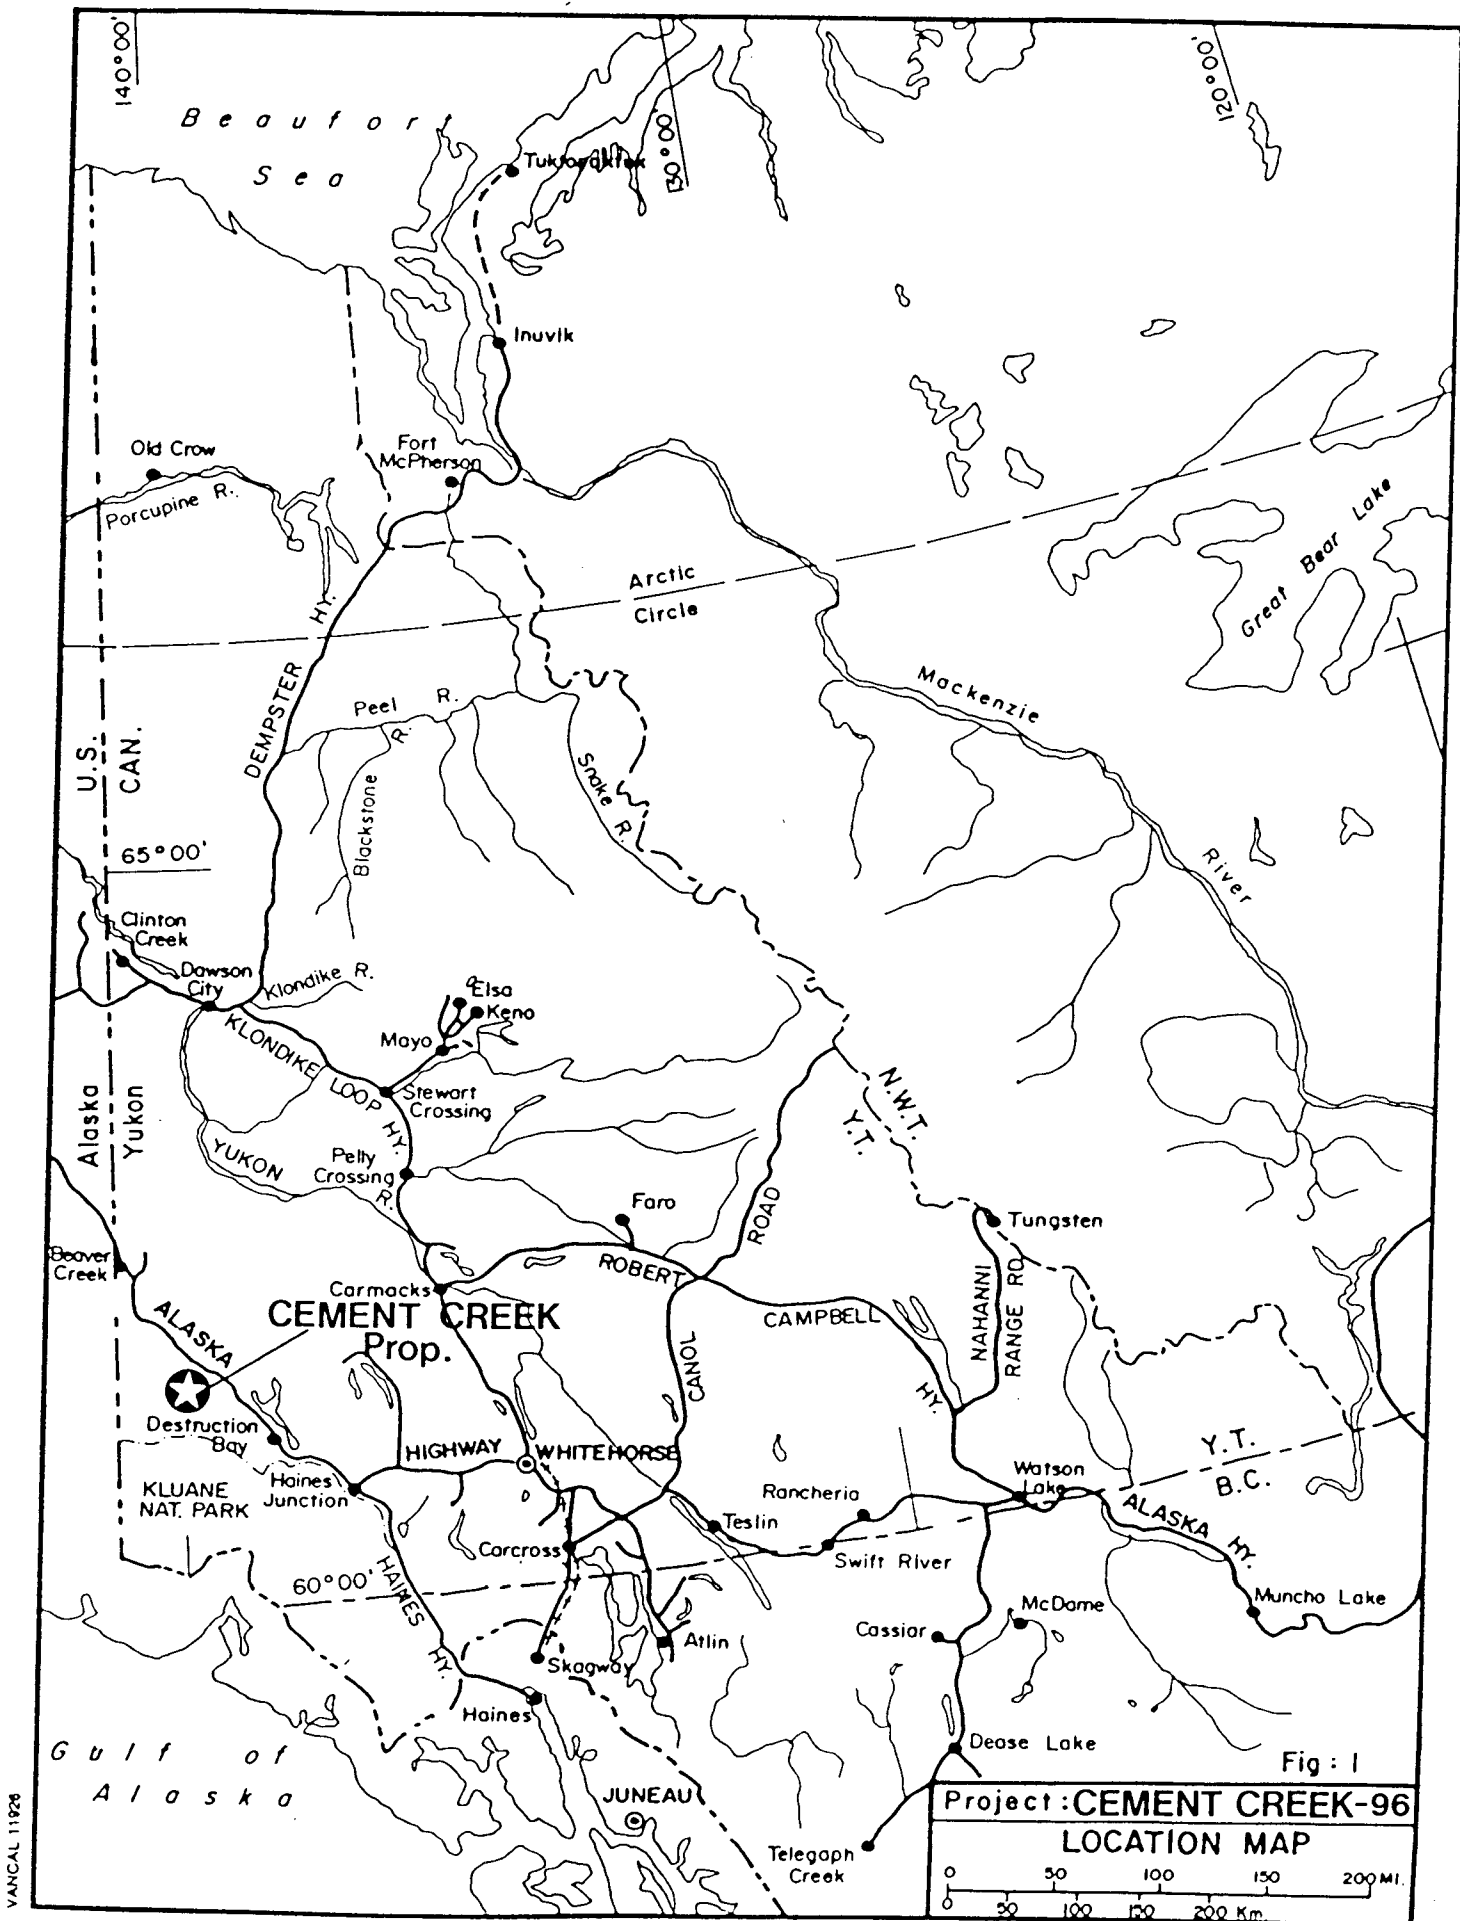 140°00'
130°00'
120°00'
Beaufort
Sea
Tuktoyaktuk
Inuvik
Old Crow
Fort
McPherson
Porcupine R.
Great Bear Lake
Arctic
Circle
HY.
DEMPSTER
Mackenzie
River
Peel R.
R.
Blackstone
Snake R.
U.S.
CAN.
65°00'
Clinton
Creek
Dawson
City
Klondike R.
Elsa
Keno
Mayo
KLONDIKE LOOP HY.
Stewart
Crossing
Alaska
Yukon
N.W.T.
Y.T.
YUKON
R.
Pelly
Crossing
Faro
ROAD
Tungsten
Beaver
Creek
ROBERT
CAMPBELL
HY.
NAHANNI
RANGE RD.
Carmacks
CEMENT CREEK
Prop.
ALASKA
CANOL
Destruction
Bay
HIGHWAY
WHITEHORSE
KLUANE
NAT. PARK
Haines
Junction
Y.T.
B.C.
Watson
Lake
Rancheria
Teslin
Swift River
ALASKA
HY.
Carcross
60°00'
HAINES
HY.
Muncho Lake
McDame
Cassiar
Atlin
Skagway
Haines
Dease Lake
Gulf of
Alaska
JUNEAU
Telegaph
Creek
Fig : 1
Project : CEMENT CREEK-96
LOCATION MAP
0 50 100 150 200 MI.
0 50 100 150 200 Km.
VANCAL 11926